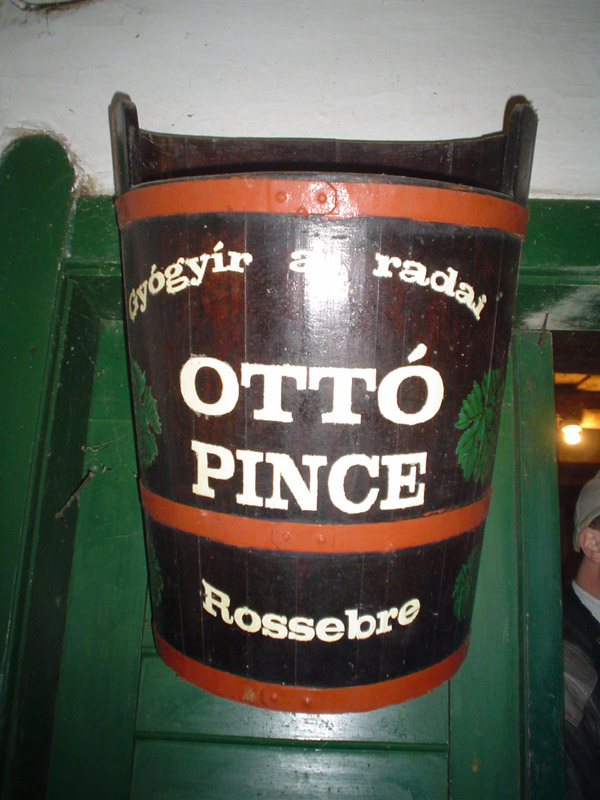 Gyógyír a radai
OTTÓ
PINCE
Rossebre